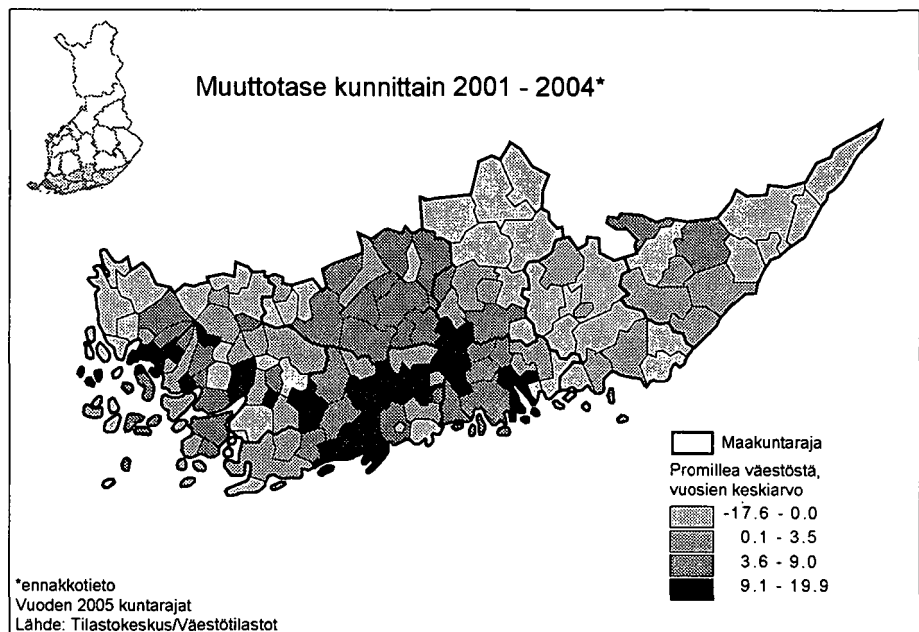 Muuttotase kunnittain 2001 - 2004*
Maakuntaraja
Promillea väestöstä,
vuosien keskiarvo
-17.6 - 0.0
0.1 - 3.5
3.6 - 9.0
9.1 - 19.9
*ennakkotieto
Vuoden 2005 kuntarajat
Lähde: Tilastokeskus/Väestötilastot